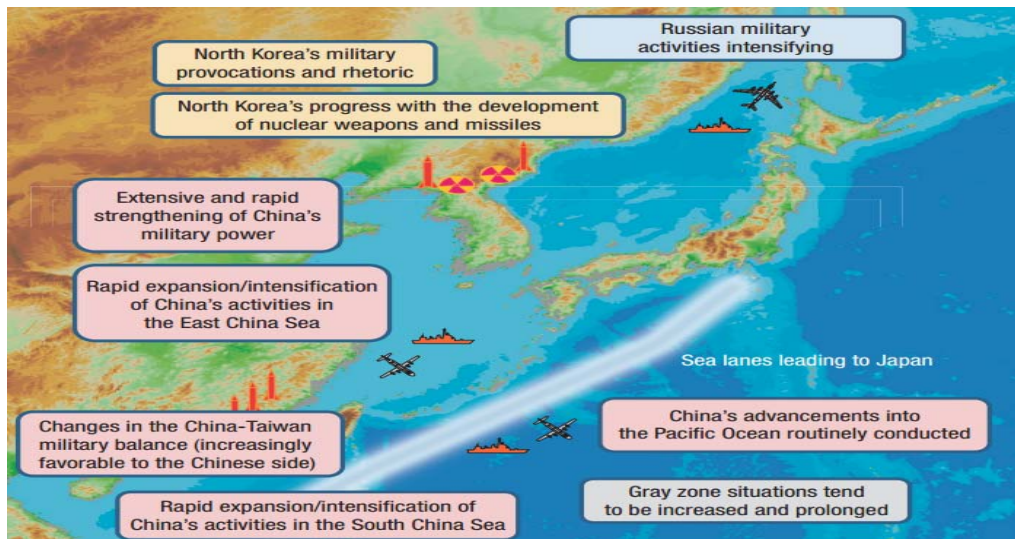 Russian military
activities intensifying
North Korea's military
provocations and rhetoric
North Korea's progress with the development
of nuclear weapons and missiles
Extensive and rapid
strengthening of China's
military power
Rapid expansion/intensification
of China's activities in
the East China Sea
Sea lanes leading to Japan
Changes in the China-Taiwan
military balance (increasingly
favorable to the Chinese side)
China's advancements into
the Pacific Ocean routinely conducted
Rapid expansion/intensification of
China's activities in the South China Sea
Gray zone situations tend
to be increased and prolonged